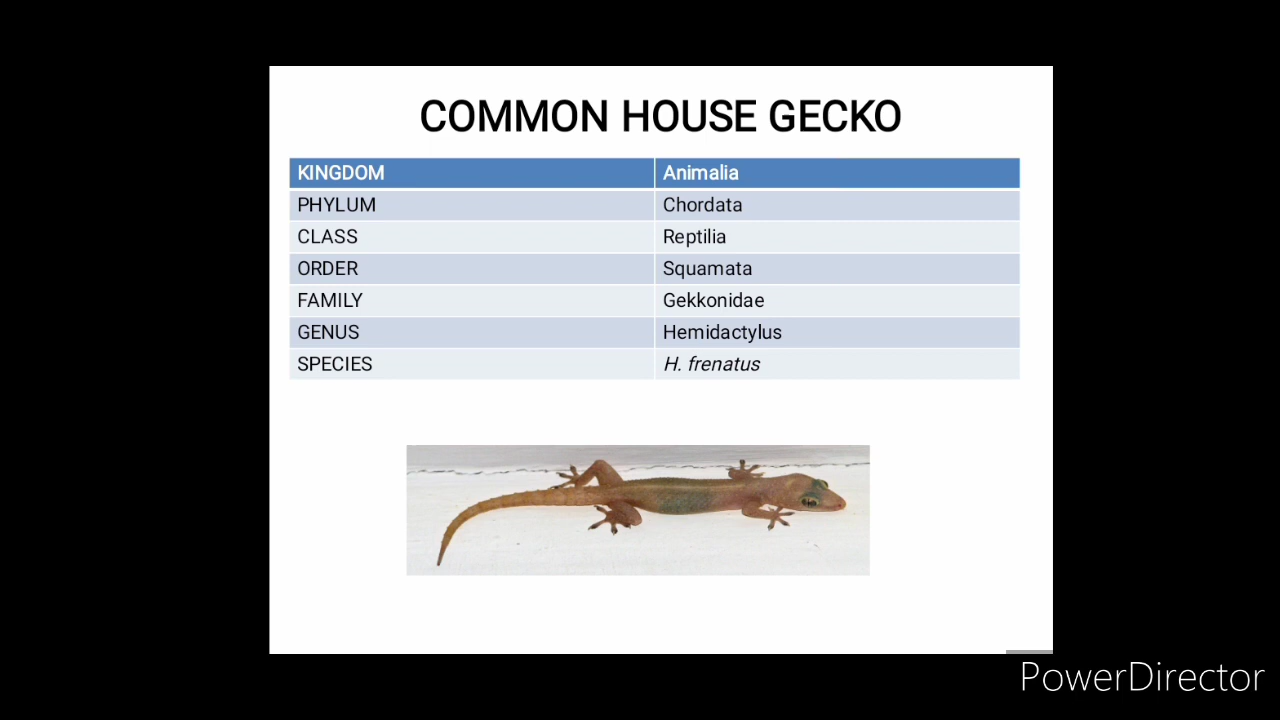 COMMON HOUSE GECKO
KINGDOM Animalia
PHYLUM Chordata
CLASS Reptilia
ORDER Squamata
FAMILY Gekkonidae
GENUS Hemidactylus
SPECIES H. frenatus
PowerDirector